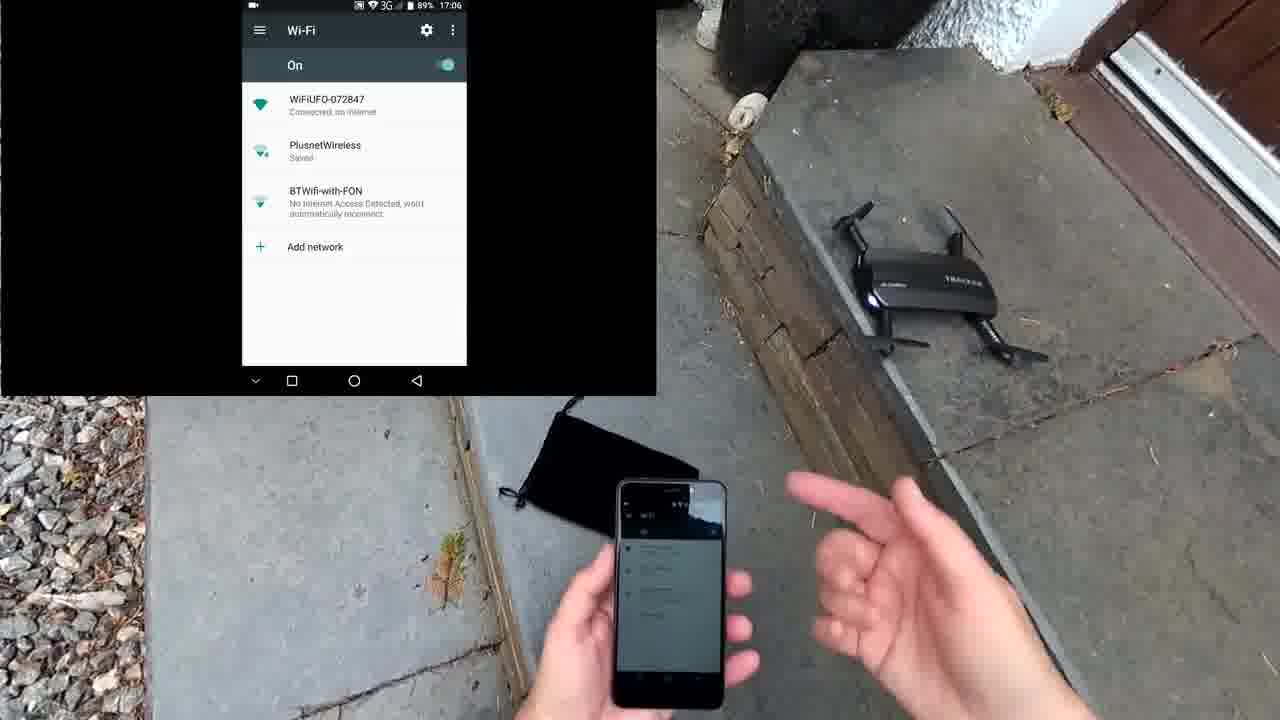 3G 89% 17:06
Wi-Fi
On
WiFiUFO-072847
Connected, no Internet
PlusnetWireless
Saved
BTWifi-with-FON
No Internet Access Detected, won't
automatically reconnect.
Add network
TRACKER